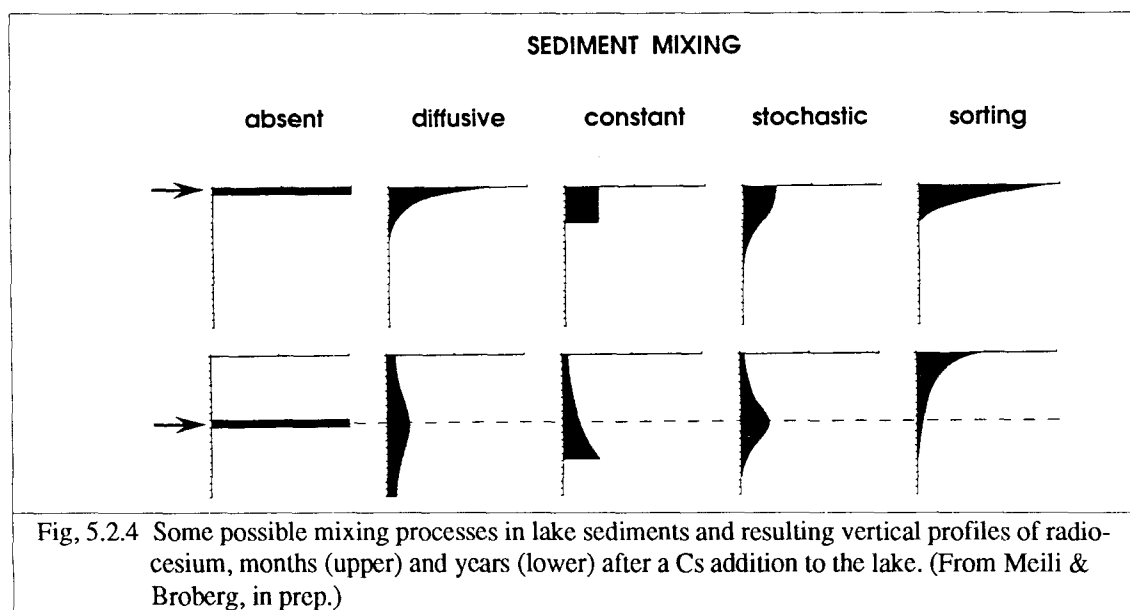 SEDIMENT MIXING
absent diffusive constant stochastic sorting
Fig, 5.2.4 Some possible mixing processes in lake sediments and resulting vertical profiles of radio-
cesium, months (upper) and years (lower) after a Cs addition to the lake. (From Meili &
Broberg, in prep.)